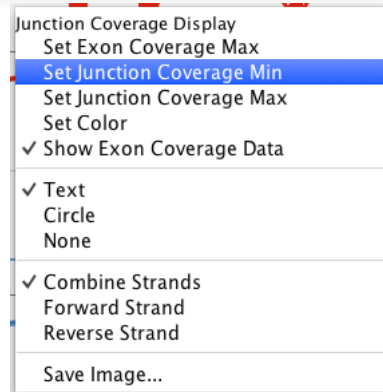 Junction Coverage Display
Set Exon Coverage Max
Set Junction Coverage Min
Set Junction Coverage Max
Set Color
✓ Show Exon Coverage Data
✓ Text
Circle
None
✓ Combine Strands
Forward Strand
Reverse Strand
Save Image...